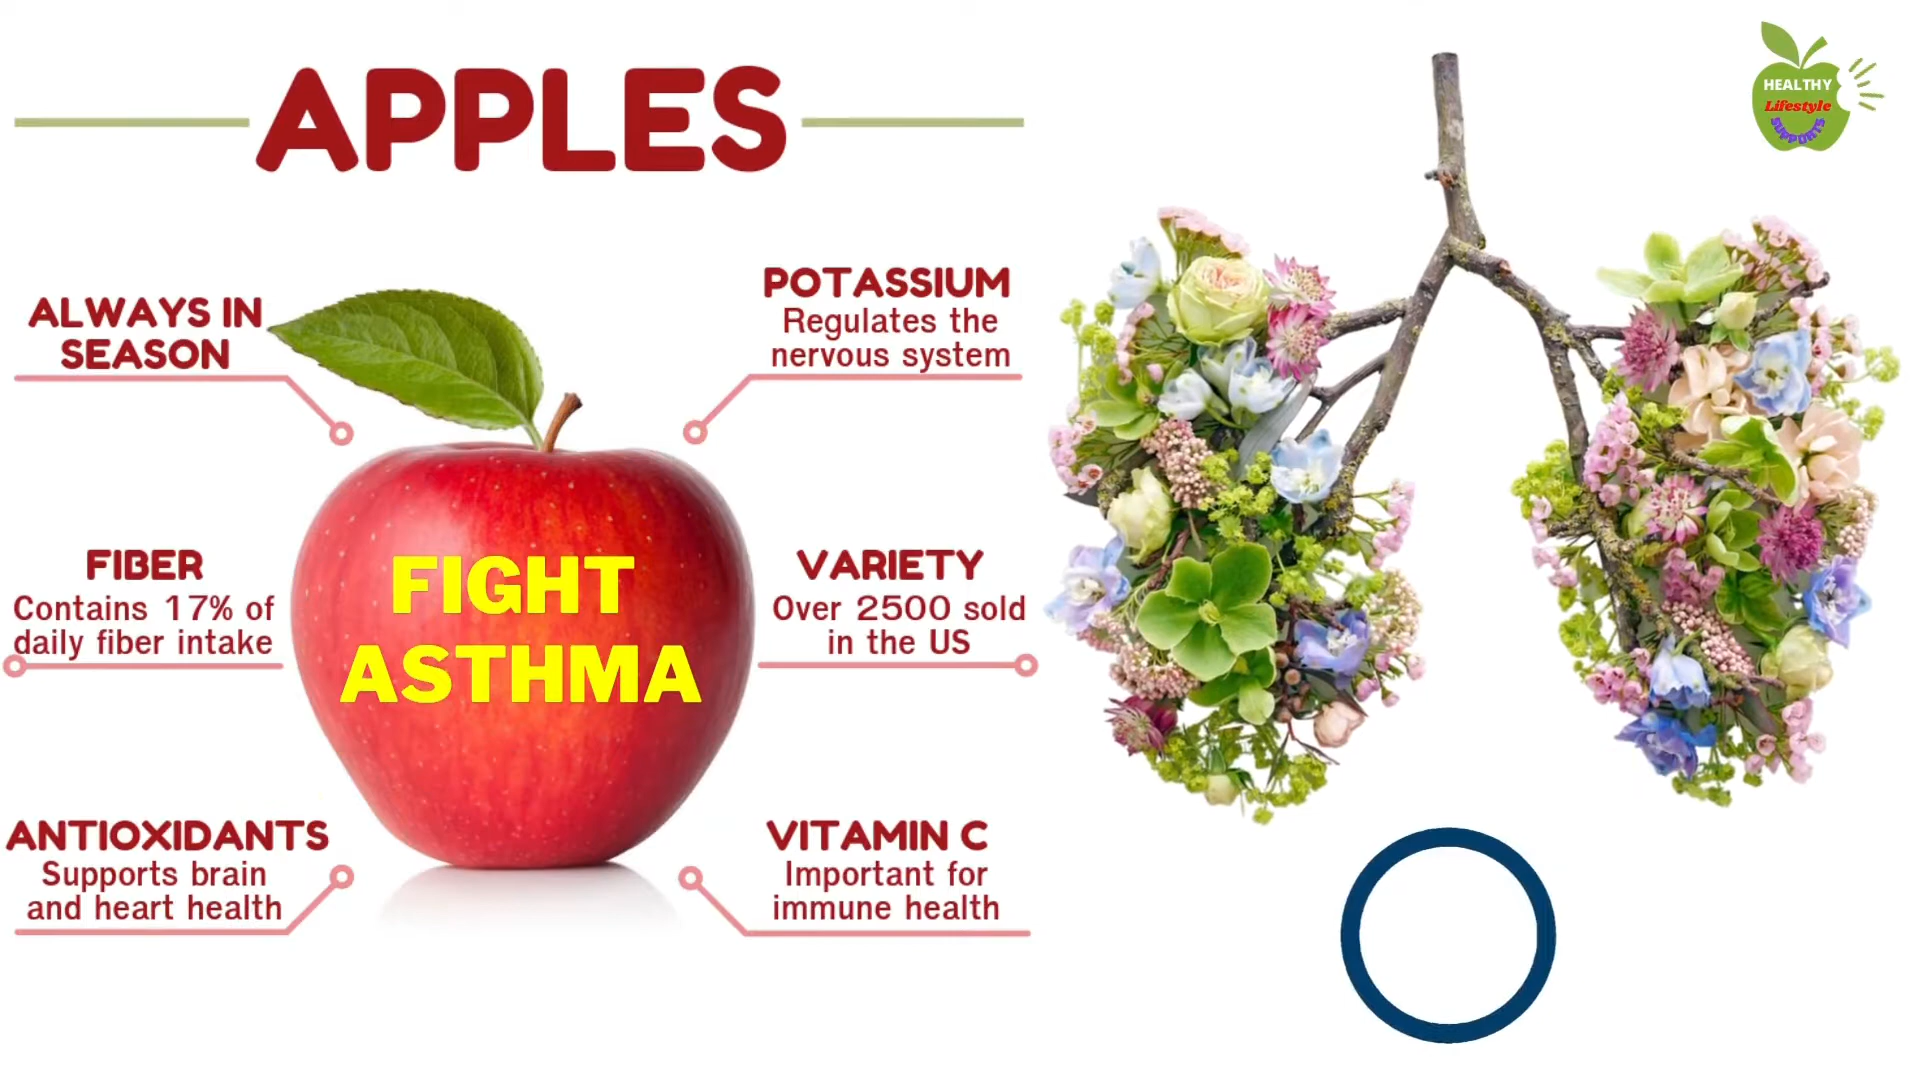 APPLES
ALWAYS IN
SEASON
POTASSIUM
Regulates the
nervous system
FIBER
Contains 17% of
daily fiber intake
FIGHT
ASTHMA
VARIETY
Over 2500 sold
in the US
ANTIOXIDANTS
Supports brain
and heart health
VITAMIN C
Important for
immune health
HEALTHY
Lifestyle
SUPPORTS